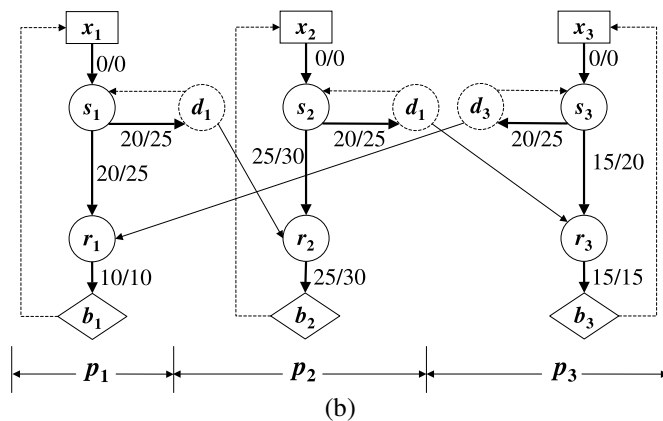 x1 x2 x3
0/0 0/0 0/0
s1 d1 s2 d1 d3 s3
20/25 20/25 20/25
20/25 25/30 15/20
r1 r2 r3
10/10 25/30 15/15
b1 b2 b3
p1 p2 p3
(b)